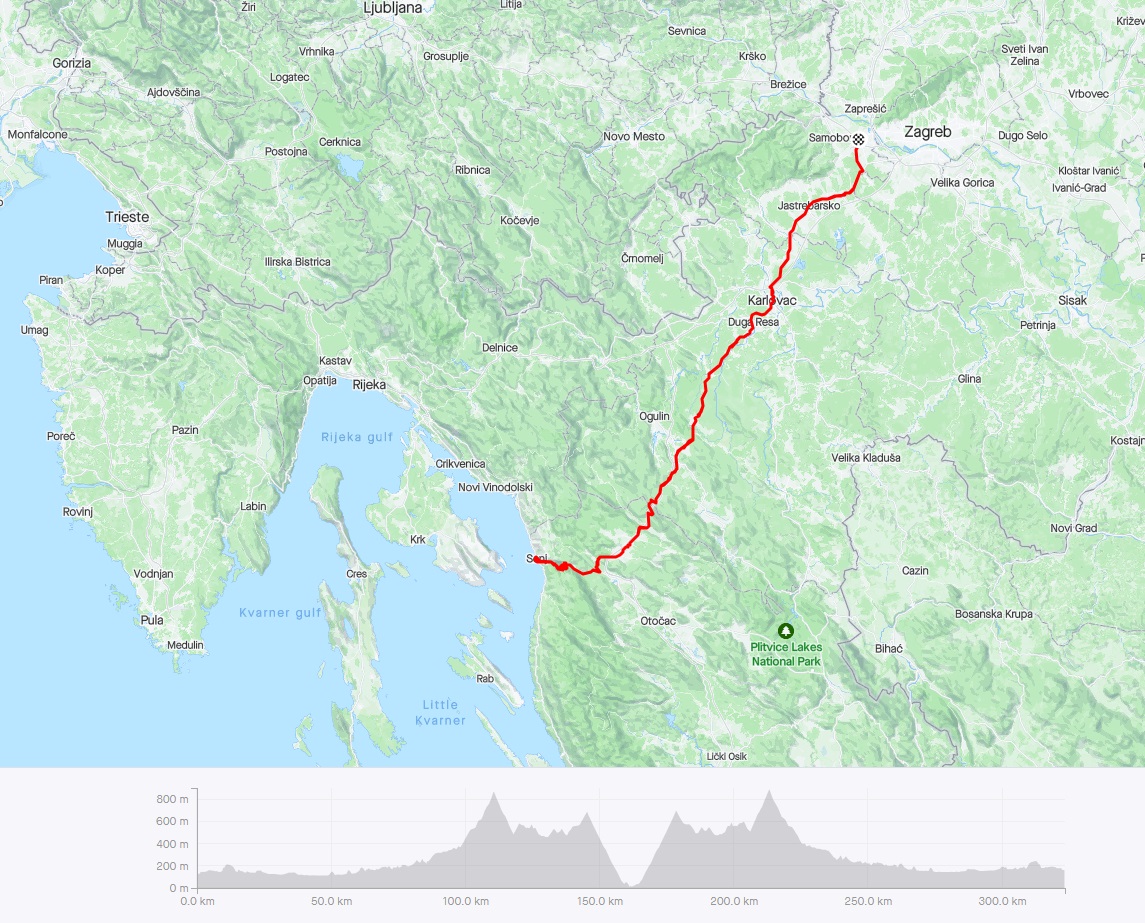 Žiri
Ljubljana
Litija
Križev
Sevnica
Vrhnika
Grosuplje
Krško
Sveti Ivan
Zelina
Gorizia
Logatec
Brežice
Ajdovščina
Vrbovec
Zaprešić
Monfalcone
Cerknica
Novo Mesto
Samobo
Zagreb
Dugo Selo
Postojna
Ribnica
Kloštar Ivanić
Velika Gorica
Ivanić-Grad
Jastrebarsko
Trieste
Kočevje
Muggia
Črnomelj
Ilirska Bistrica
Koper
Piran
Karlovac
Sisak
Umag
Duga Resa
Petrinja
Delnice
Kastav
Opatija
Rijeka
Glina
Ogulin
Pazin
Rijeka gulf
Poreč
Kostajn
Velika Kladuša
Crikvenica
Novi Vinodolski
Labin
Rovinj
Novi Grad
Krk
Senj
Vodnjan
Cres
Cazin
Kvarner gulf
Bosanska Krupa
Pula
Otočac
Medulin
Plitvice Lakes
National Park
Bihać
Rab
Little
Kvarner
Lički Osik
800 m
600 m
400 m
200 m
0 m
0.0 km
50.0 km
100.0 km
150.0 km
200.0 km
250.0 km
300.0 km